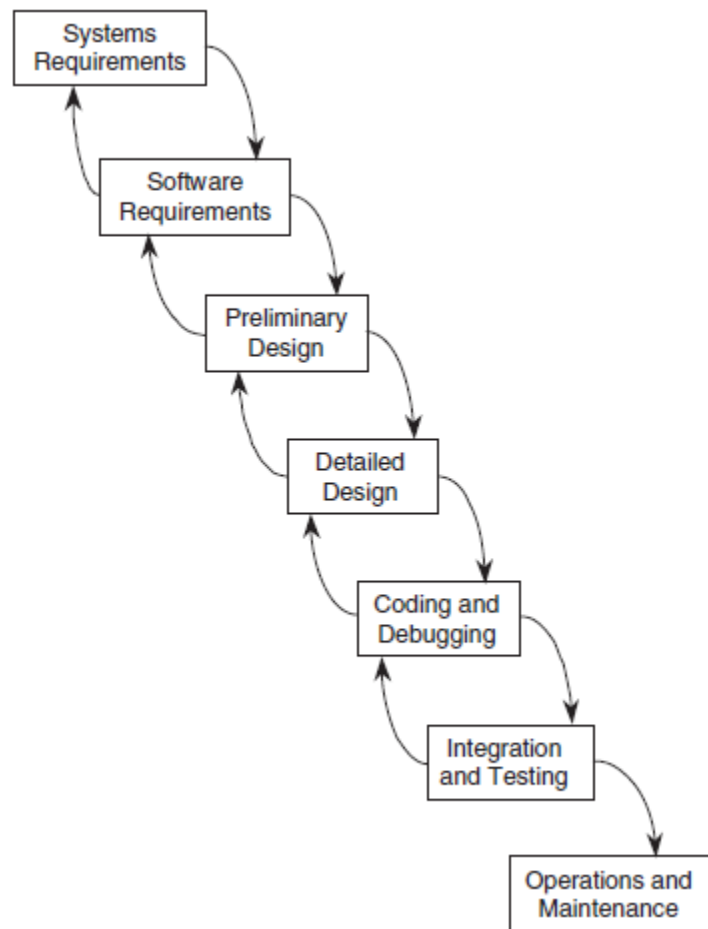 Systems
Requirements
Software
Requirements
Preliminary
Design
Detailed
Design
Coding and
Debugging
Integration
and Testing
Operations and
Maintenance